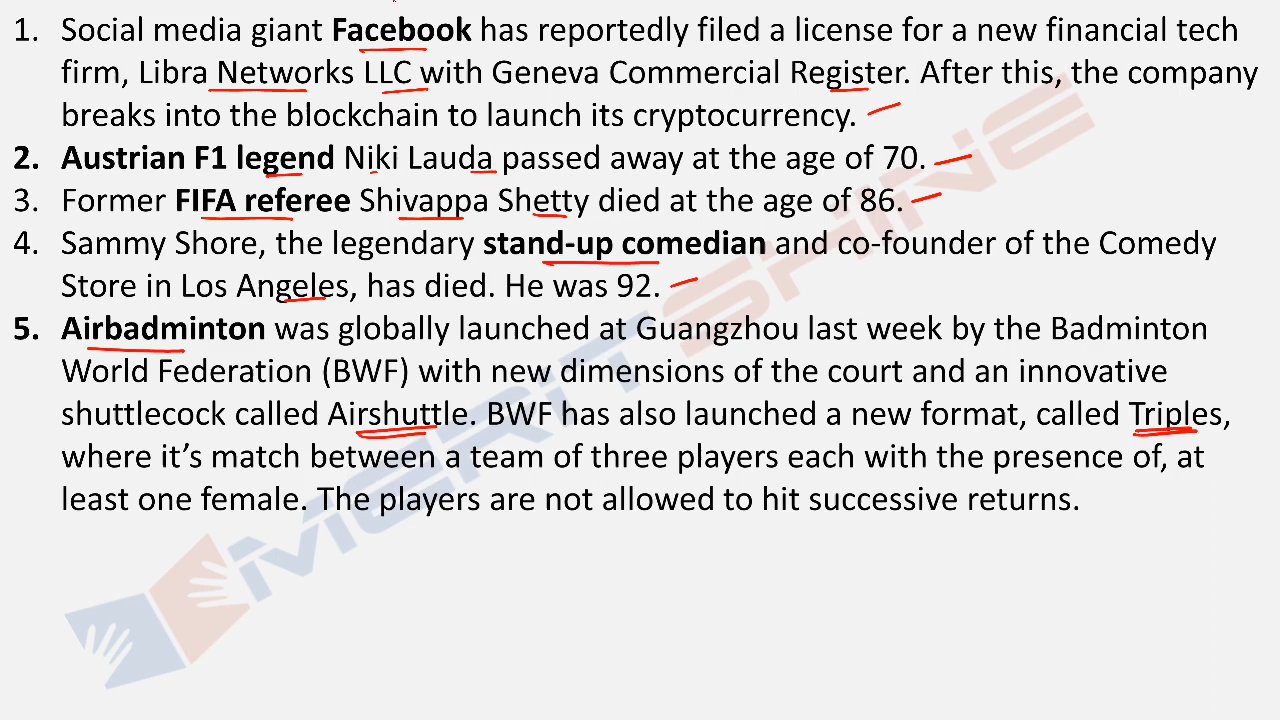 1. Social media giant Facebook has reportedly filed a license for a new financial tech
firm, Libra Networks LLC with Geneva Commercial Register. After this, the company
breaks into the blockchain to launch its cryptocurrency.
2. Austrian F1 legend Niki Lauda passed away at the age of 70.
3. Former FIFA referee Shivappa Shetty died at the age of 86.
4. Sammy Shore, the legendary stand-up comedian and co-founder of the Comedy
Store in Los Angeles, has died. He was 92.
5. Airbadminton was globally launched at Guangzhou last week by the Badminton
World Federation (BWF) with new dimensions of the court and an innovative
shuttlecock called Airshuttle. BWF has also launched a new format, called Triples,
where it’s match between a team of three players each with the presence of, at
least one female. The players are not allowed to hit successive returns.
MERIT SHINE